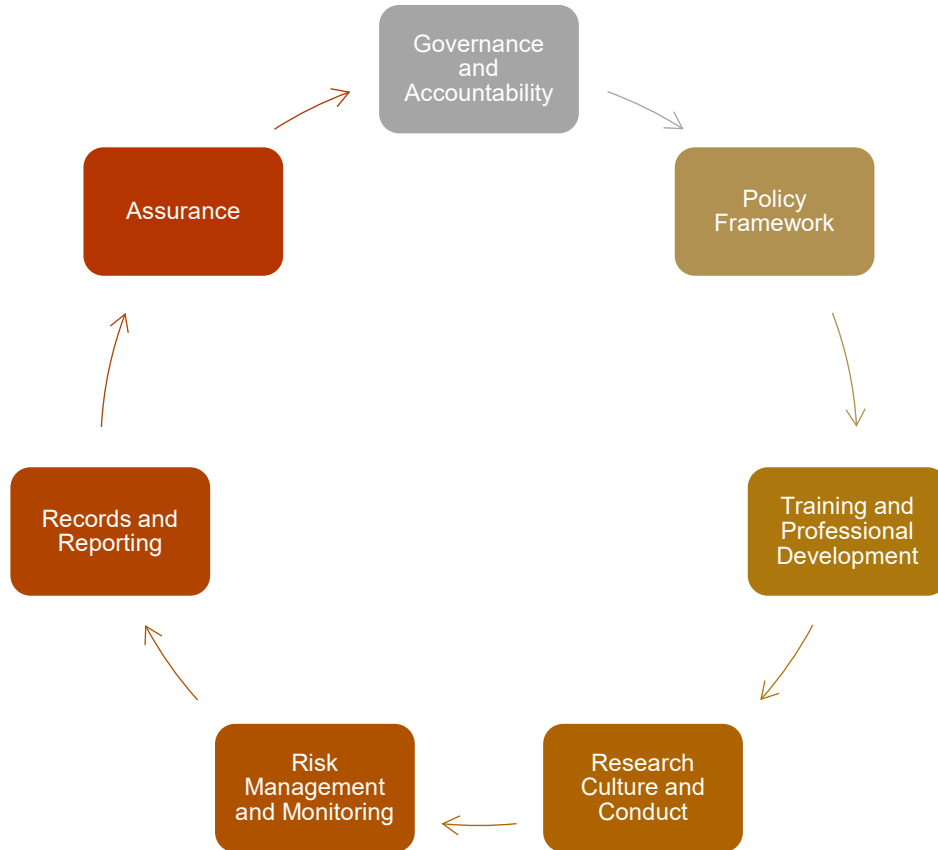 Governance
and
Accountability
Policy
Framework
Training and
Professional
Development
Research
Culture and
Conduct
Risk
Management
and Monitoring
Records and
Reporting
Assurance